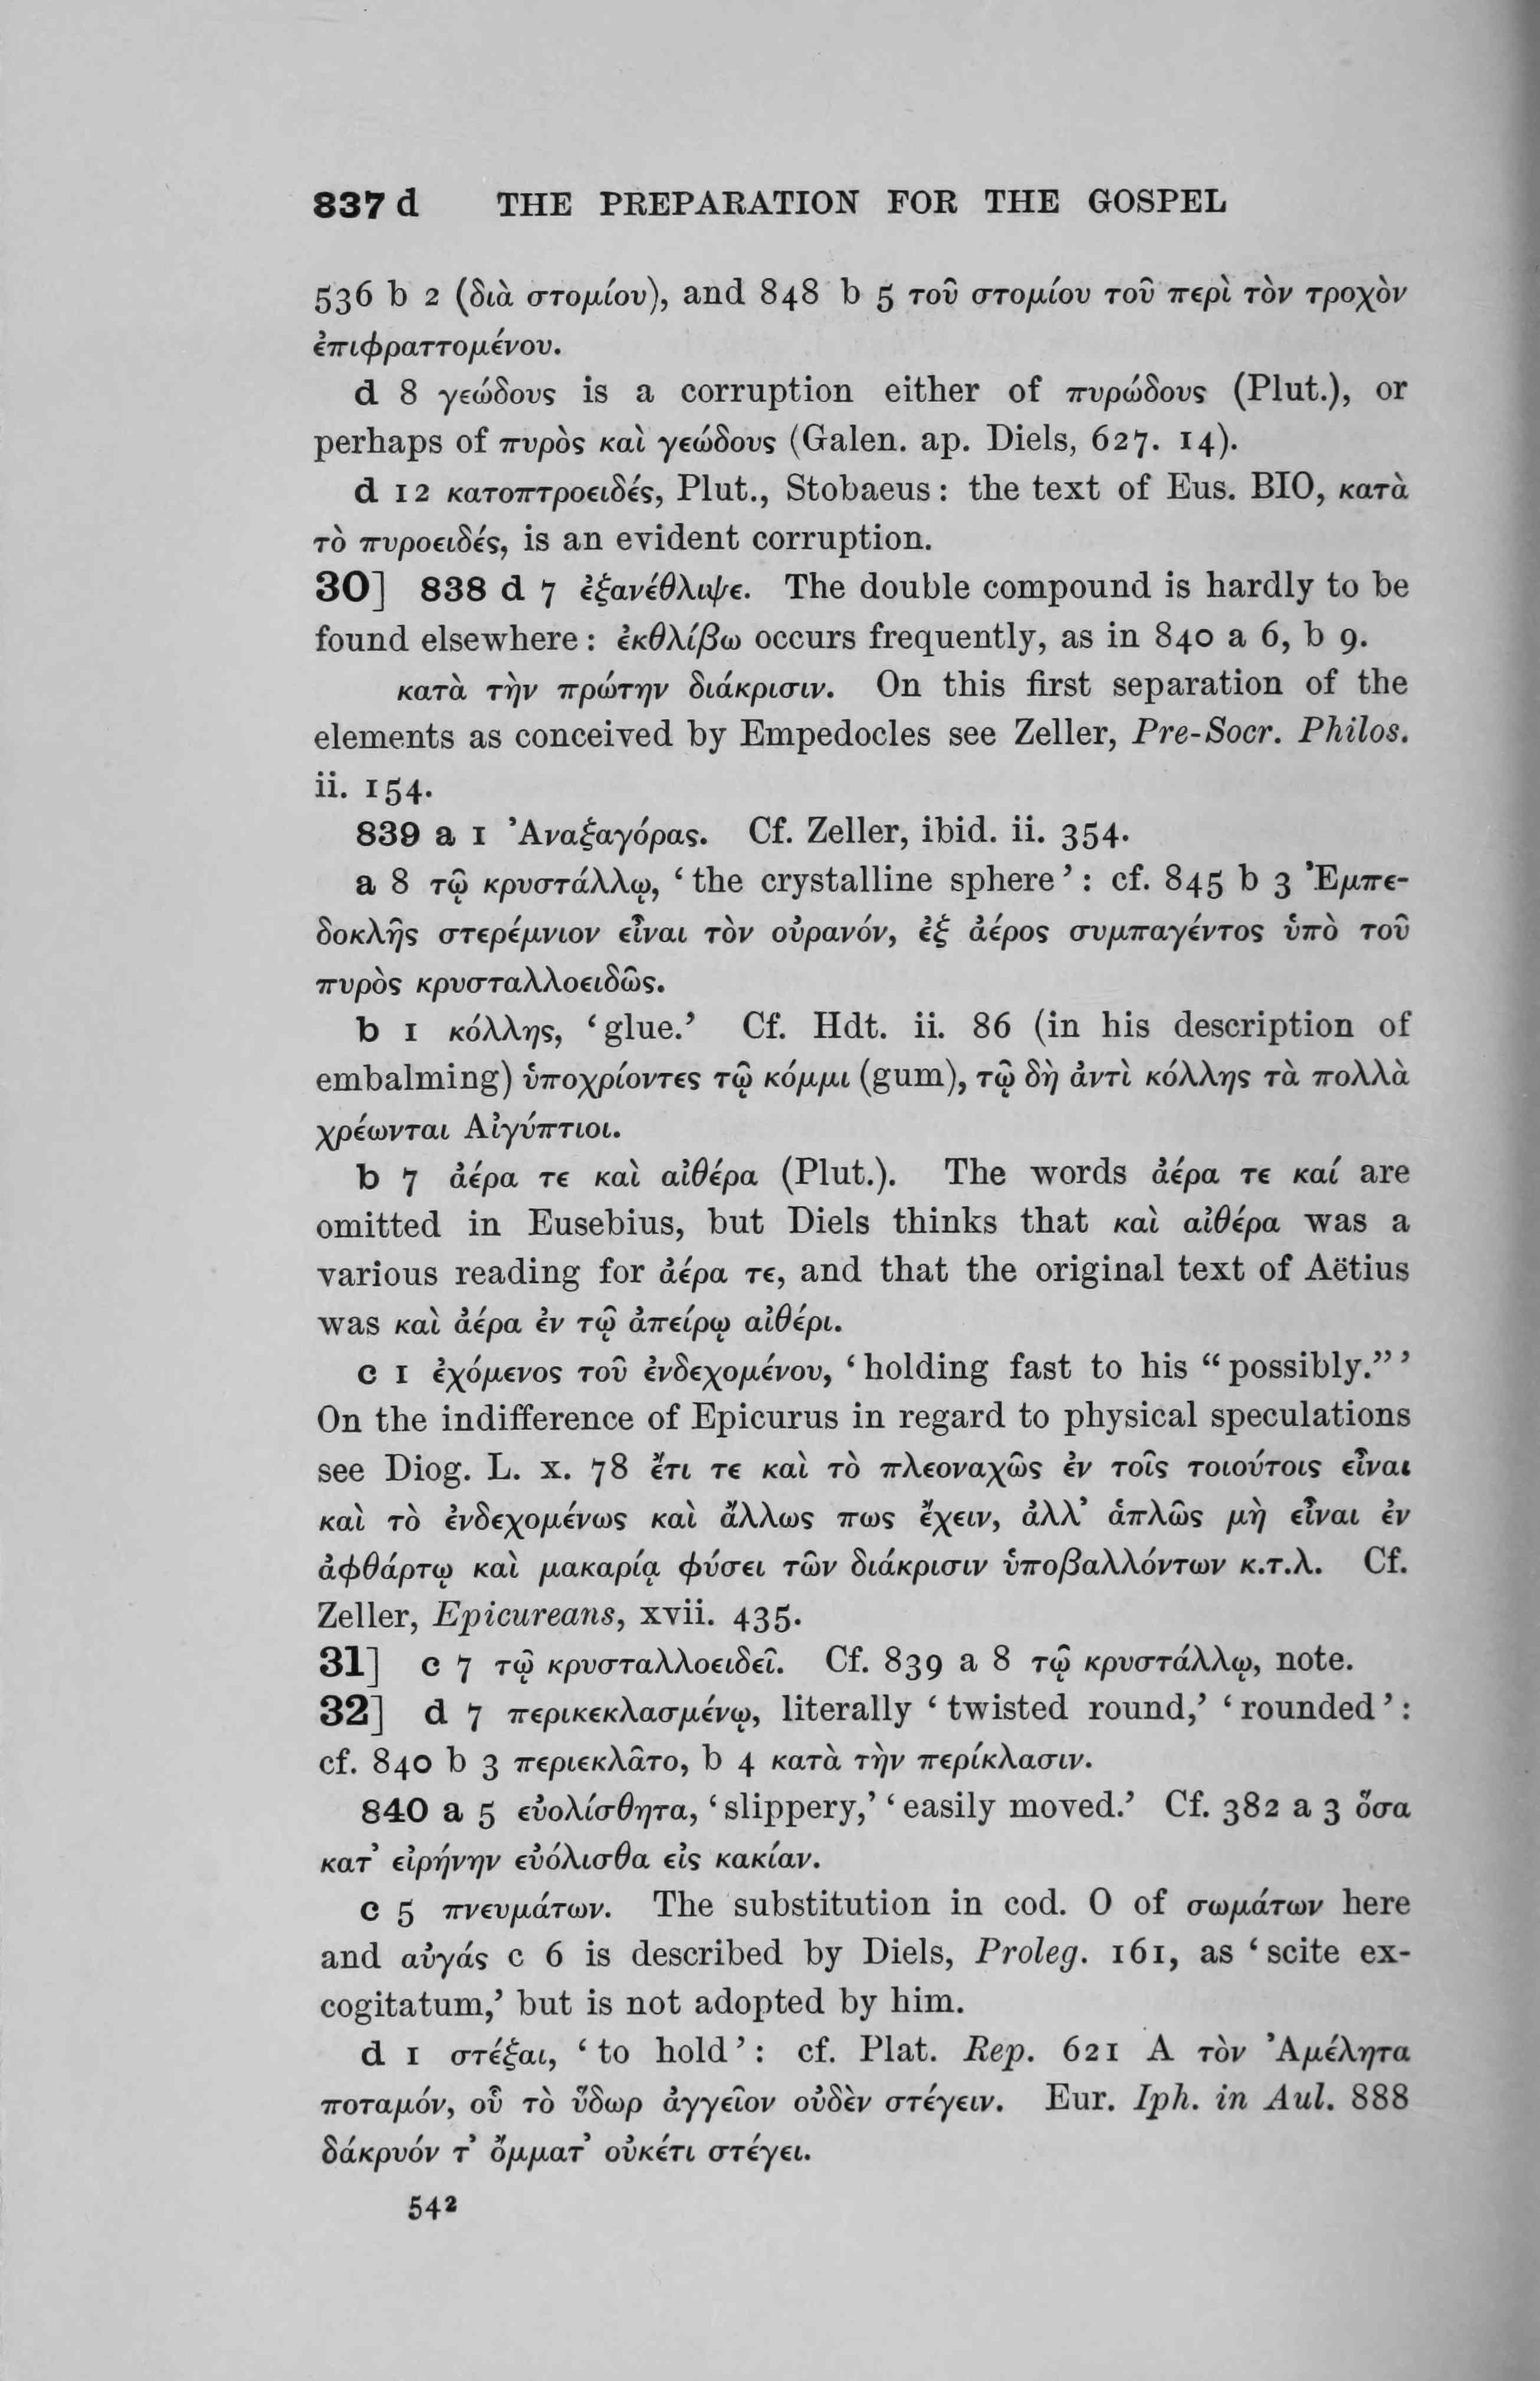 837 d THE PREPARATION FOR THE GOSPEL
536 b 2 (διὰ στομίου), and 848 b 5 τοῦ στομίου τοῦ περὶ τὸν τροχὸν
ἐπιφραττομένου.
d 8 γεώδους is a corruption either of πυρώδους (Plut.), or
perhaps of πυρὸς καὶ γεώδους (Galen. ap. Diels, 627. 14).
d 12 κατοπτροειδές, Plut., Stobaeus: the text of Eus. BIO, κατὰ
τὸ πυροειδές, is an evident corruption.
30] 838 d 7 ἐξανέθλιψε. The double compound is hardly to be
found elsewhere: ἐκθλίβω occurs frequently, as in 840 a 6, b 9.
κατὰ τὴν πρώτην διάκρισιν. On this first separation of the
elements as conceived by Empedocles see Zeller, Pre-Socr. Philos.
ii. 154.
839 a 1 Ἀναξαγόρας. Cf. Zeller, ibid. ii. 354.
a 8 τῷ κρυστάλλῳ, ‘the crystalline sphere’: cf. 845 b 3 Ἐμπε-
δοκλῆς στερέμνιον εἶναι τὸν οὐρανόν, ἐξ ἀέρος συμπαγέντος ὑπὸ τοῦ
πυρὸς κρυσταλλοειδῶς.
b 1 κόλλης, ‘glue.’ Cf. Hdt. ii. 86 (in his description of
embalming) ὑποχρίοντες τῷ κόμμι (gum), τῷ δὴ ἀντὶ κόλλης τὰ πολλὰ
χρέωνται Αἰγύπτιοι.
b 7 ἀέρα τε καὶ αἰθέρα (Plut.). The words ἀέρα τε καί are
omitted in Eusebius, but Diels thinks that καὶ αἰθέρα was a
various reading for ἀέρα τε, and that the original text of Aëtius
was καὶ ἀέρα ἐν τῷ ἀπείρῳ αἰθέρι.
c 1 ἐχόμενος τοῦ ἐνδεχομένου, ‘holding fast to his “possibly.”’
On the indifference of Epicurus in regard to physical speculations
see Diog. L. x. 78 ἔτι τε καὶ τὸ πλεοναχῶς ἐν τοῖς τοιούτοις εἶναι
καὶ τὸ ἐνδεχομένως καὶ ἄλλως πως ἔχειν, ἀλλ’ ἁπλῶς μὴ εἶναι ἐν
ἀφθάρτῳ καὶ μακαρίᾳ φύσει τῶν διάκρισιν ὑποβαλλόντων κ.τ.λ. Cf.
Zeller, Epicureans, xvii. 435.
31] c 7 τῷ κρυσταλλοειδεῖ. Cf. 839 a 8 τῷ κρυστάλλῳ, note.
32] d 7 περικεκλασμένῳ, literally ‘twisted round,’ ‘rounded’:
cf. 840 b 3 περιεκλᾶτο, b 4 κατὰ τὴν περίκλασιν.
840 a 5 εὐολίσθητα, ‘slippery,’ ‘easily moved.’ Cf. 382 a 3 ὅσα
κατ’ εἰρήνην εὐόλισθα εἰς κακίαν.
c 5 πνευμάτων. The substitution in cod. O of σωμάτων here
and αὐγάς c 6 is described by Diels, Proleg. 161, as ‘scite ex-
cogitatum,’ but is not adopted by him.
d 1 στέξαι, ‘to hold’: cf. Plat. Rep. 621 A τὸν Ἀμέλητα
ποταμόν, οὗ τὸ ὕδωρ ἀγγεῖον οὐδὲν στέγειν. Eur. Iph. in Aul. 888
δάκρυόν τ’ ὄμματ’ οὐκέτι στέγει.
542